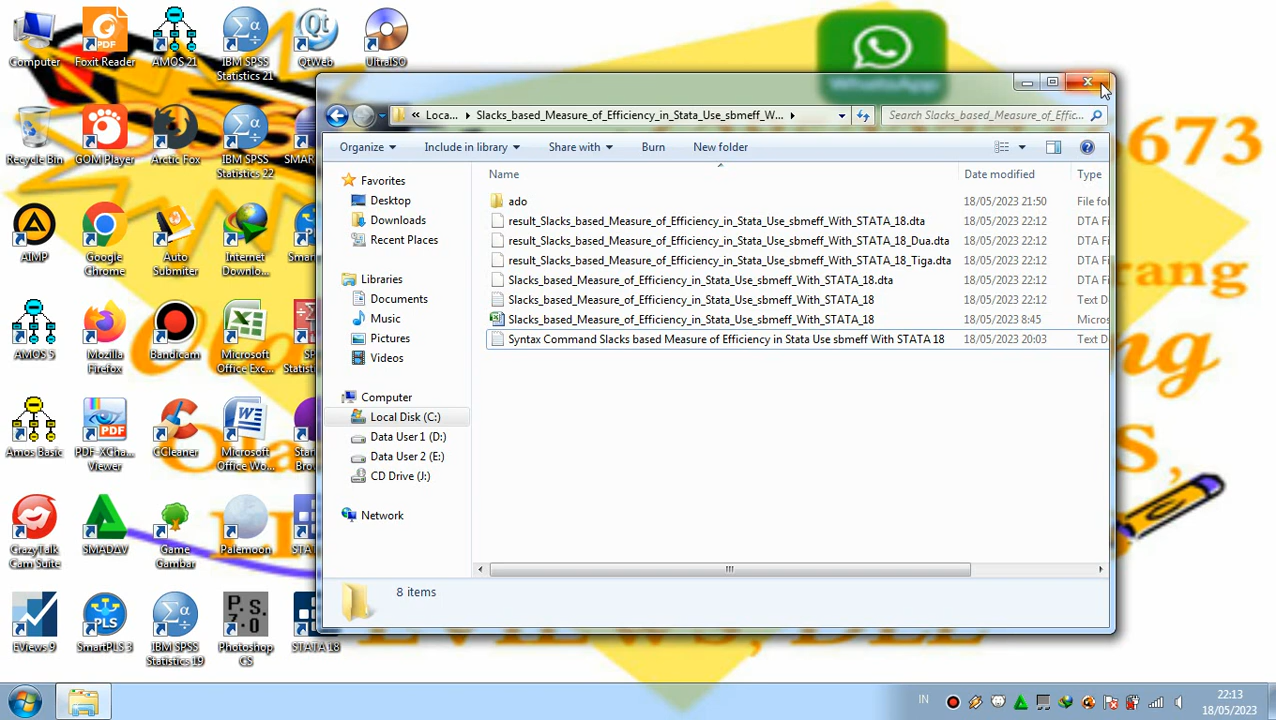 Computer
Foxit Reader
AMOS 21
IBM SPSS Statistics 21
QtWeb
UltraISO
WhatsApp
673
Recycle Bin
GOM Player
Arctic Fox
IBM SPSS Statistics 22
AIMP
Google Chrome
Auto Submiter
Internet Downlo...
AMOS 5
Mozilla Firefox
Bandicam
Microsoft Office Exc...
Amos Basic
PDF-XCha... Viewer
CCleaner
Microsoft Office Wo...
CrazyTalk Cam Suite
SMADAV
Game Gambar
Palemoon
EViews 9
SmartPLS 3
IBM SPSS Statistics 19
Photoshop CS
STATA 18
« Loca... ▸ Slacks_based_Measure_of_Efficiency_in_Stata_Use_sbmeff_W... ▸
Search Slacks_based_Measure_of_Effic...
Organize Include in library Share with Burn New folder
Favorites
Desktop
Downloads
Recent Places
Libraries
Documents
Music
Pictures
Videos
Computer
Local Disk (C:)
Data User 1 (D:)
Data User 2 (E:)
CD Drive (J:)
Network
Name Date modified Type
ado 18/05/2023 21:50 File fol
result_Slacks_based_Measure_of_Efficiency_in_Stata_Use_sbmeff_With_STATA_18.dta 18/05/2023 22:12 DTA Fi
result_Slacks_based_Measure_of_Efficiency_in_Stata_Use_sbmeff_With_STATA_18_Dua.dta 18/05/2023 22:12 DTA Fi
result_Slacks_based_Measure_of_Efficiency_in_Stata_Use_sbmeff_With_STATA_18_Tiga.dta 18/05/2023 22:12 DTA Fi
Slacks_based_Measure_of_Efficiency_in_Stata_Use_sbmeff_With_STATA_18.dta 18/05/2023 22:12 DTA Fi
Slacks_based_Measure_of_Efficiency_in_Stata_Use_sbmeff_With_STATA_18 18/05/2023 22:12 Text D
Slacks_based_Measure_of_Efficiency_in_Stata_Use_sbmeff_With_STATA_18 18/05/2023 8:45 Micros
Syntax Command Slacks based Measure of Efficiency in Stata Use sbmeff With STATA 18 18/05/2023 20:03 Text D
8 items
rang
EVIEWS,
IN
22:13
18/05/2023